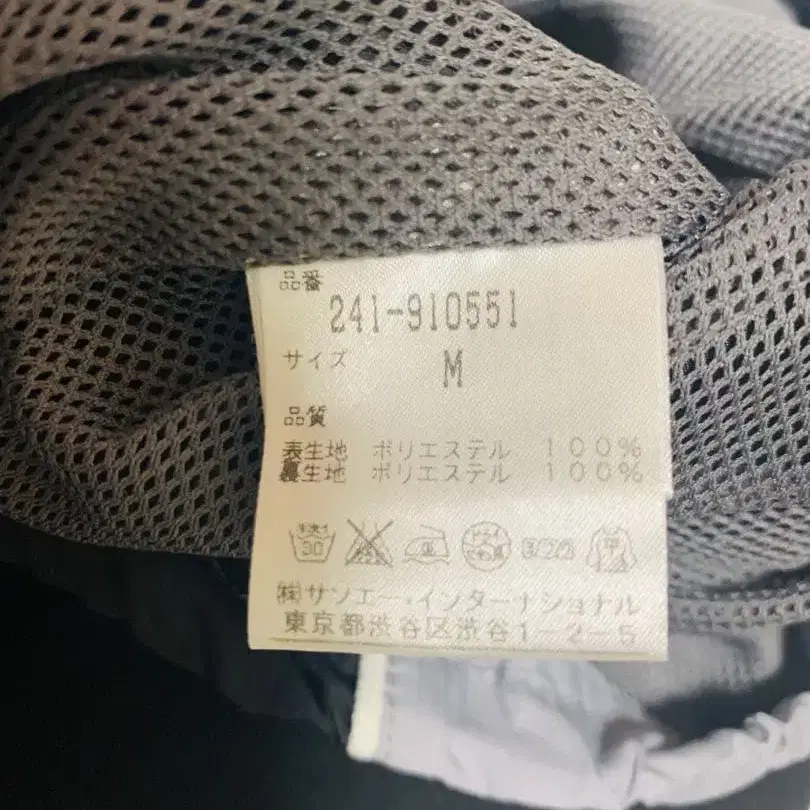 品番
241-910551
サイズ
M
品質
表生地 ポリエステル 100%
裏生地 ポリエステル 100%
30
㈱サンエー・インターナショナル
東京都渋谷区渋谷1-2-5